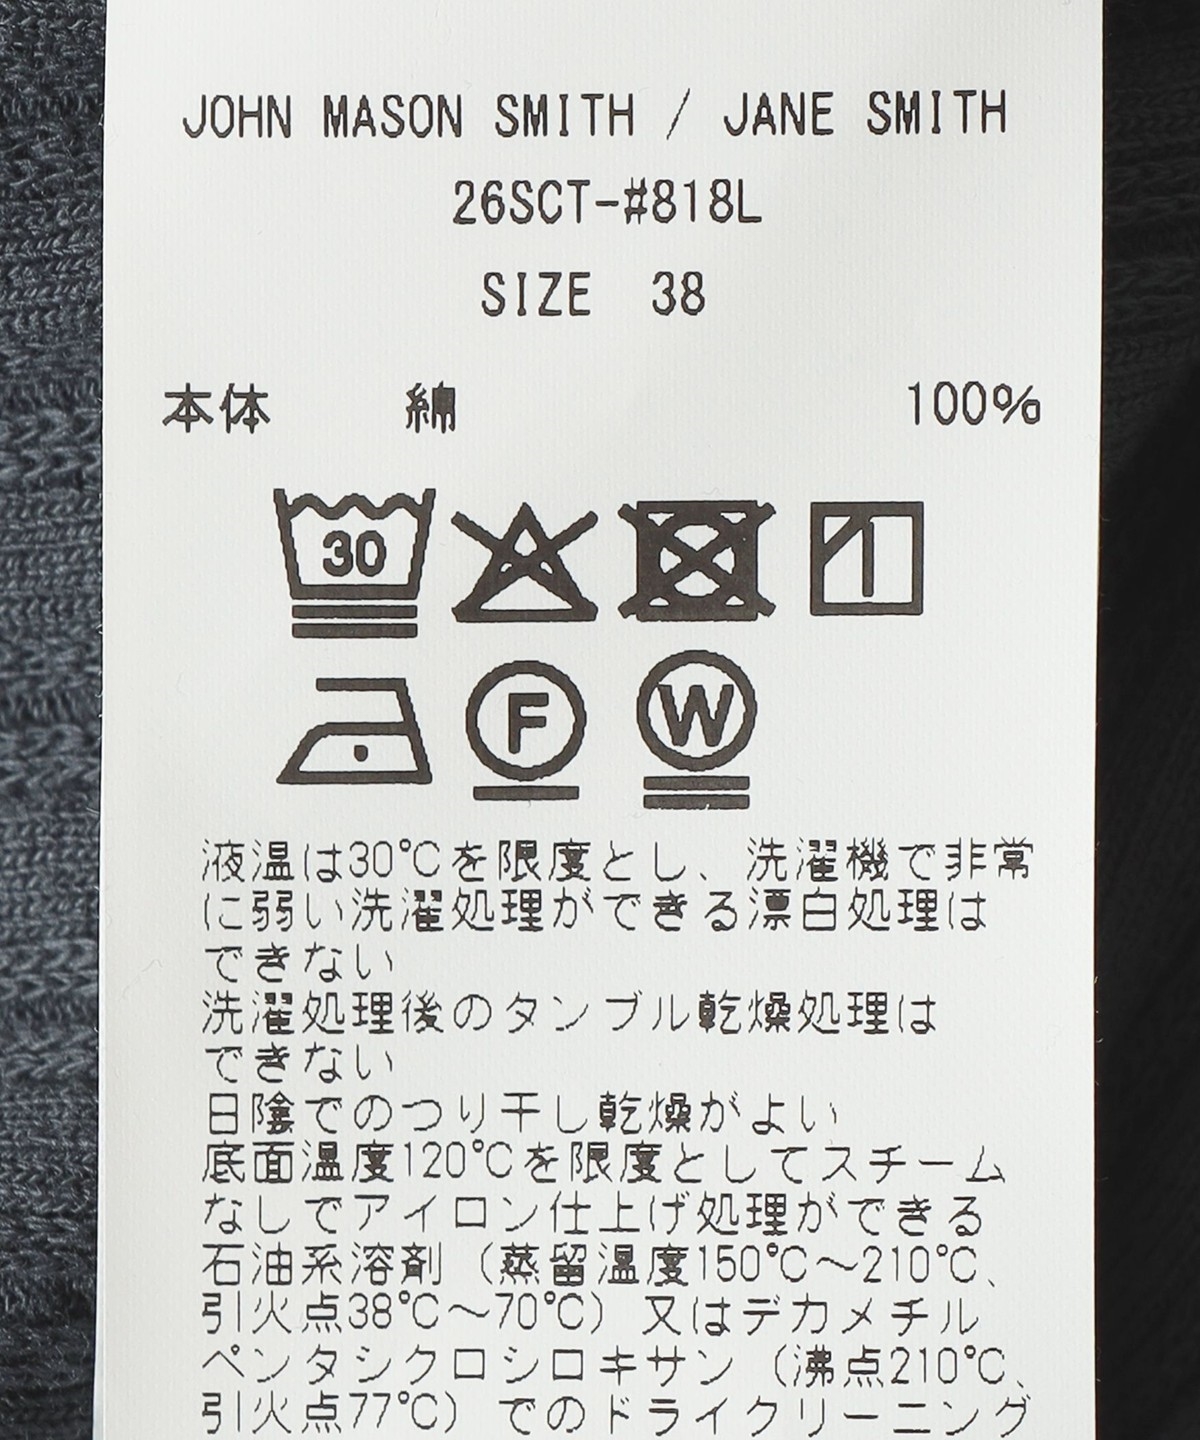 JOHN MASON SMITH / JANE SMITH
26SCT-#818L
SIZE 38
本体 綿 100%
30
F
W
液温は30℃を限度とし、洗濯機で非常
に弱い洗濯処理ができる漂白処理は
できない
洗濯処理後のタンブル乾燥処理は
できない
日陰でのつり干し乾燥がよい
底面温度120℃を限度としてスチーム
なしでアイロン仕上げ処理ができる
石油系溶剤（蒸留温度150℃～210℃、
引火点38℃～70℃）又はデカメチル
ペンタシクロシロキサン（沸点210℃、
引火点77℃）でのドライクリーニング